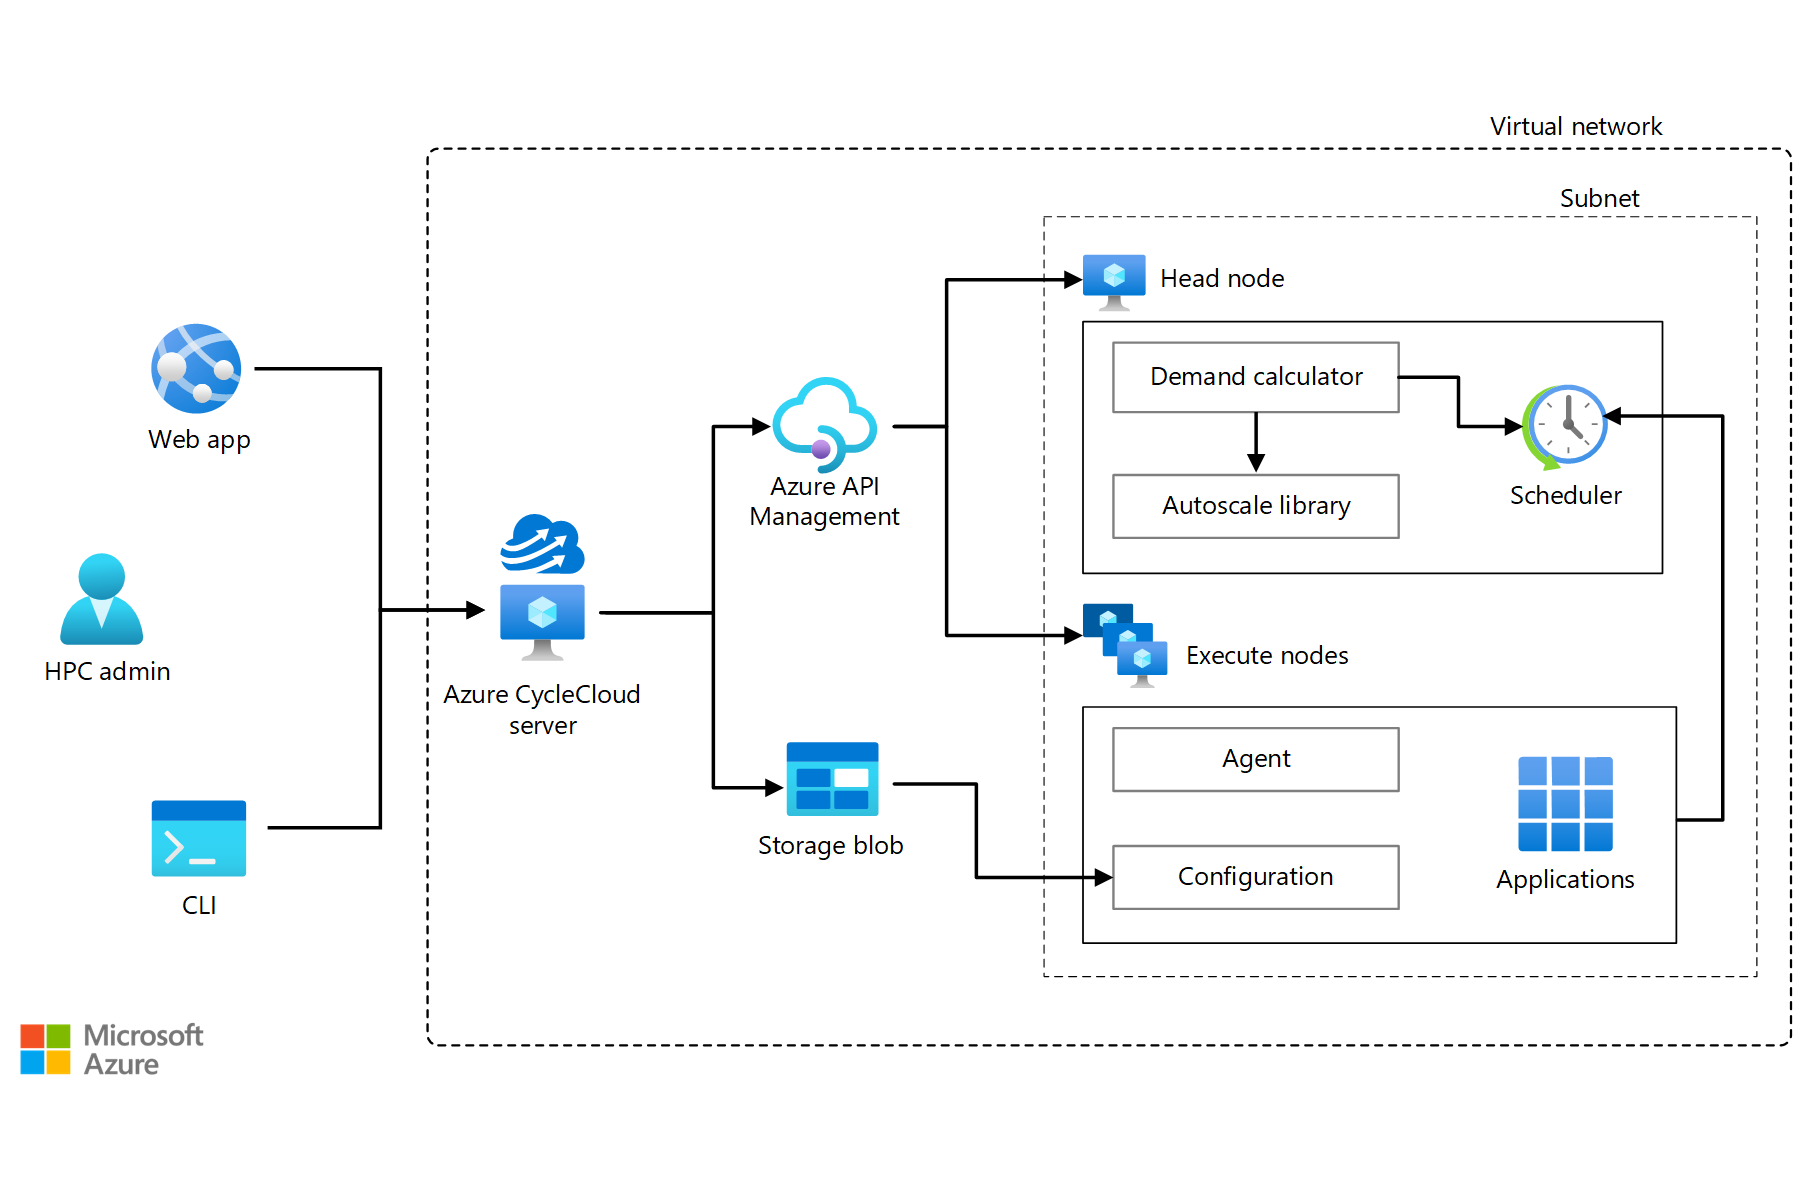 Virtual network
Subnet
Head node
Demand calculator
Autoscale library
Scheduler
Web app
Azure API
Management
HPC admin
Azure CycleCloud
server
Execute nodes
Agent
Storage blob
Configuration
Applications
CLI
Microsoft
Azure